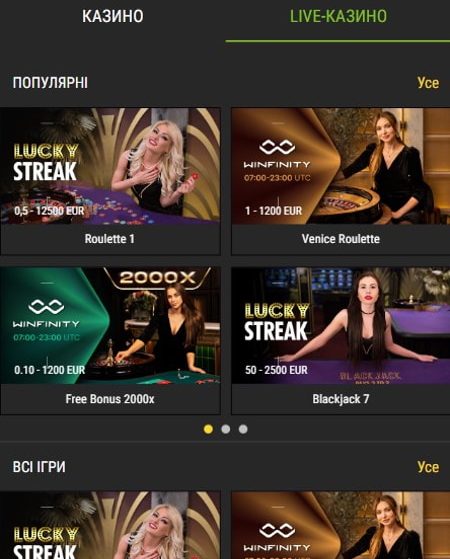 КАЗИНО
LIVE-КАЗИНО
ПОПУЛЯРНІ
Усе
LUCKY
STREAK
0,5 - 12500 EUR
Roulette 1
WINFINITY
07:00-23:00 UTC
1 - 1200 EUR
Venice Roulette
2000X
WINFINITY
07:00-23:00 UTC
0.10 - 1200 EUR
Free Bonus 2000x
LUCKY
STREAK
50 - 2500 EUR
BLACKJACK
Blackjack 7
ВСІ ІГРИ
Усе
LUCKY
STREAK
WINFINITY